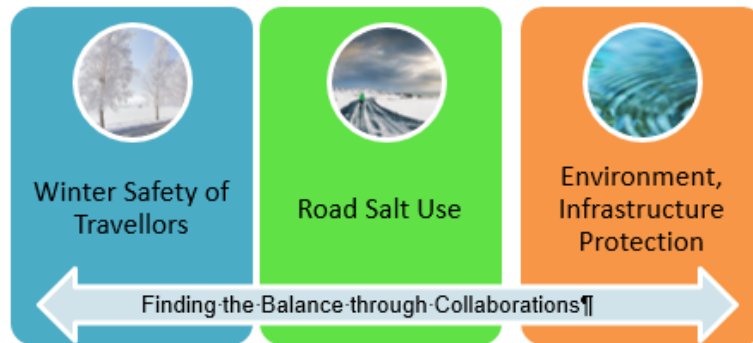 Winter Safety of
Travellors
Road Salt Use
Environment,
Infrastructure
Protection
Finding·the·Balance·through·Collaborations¶